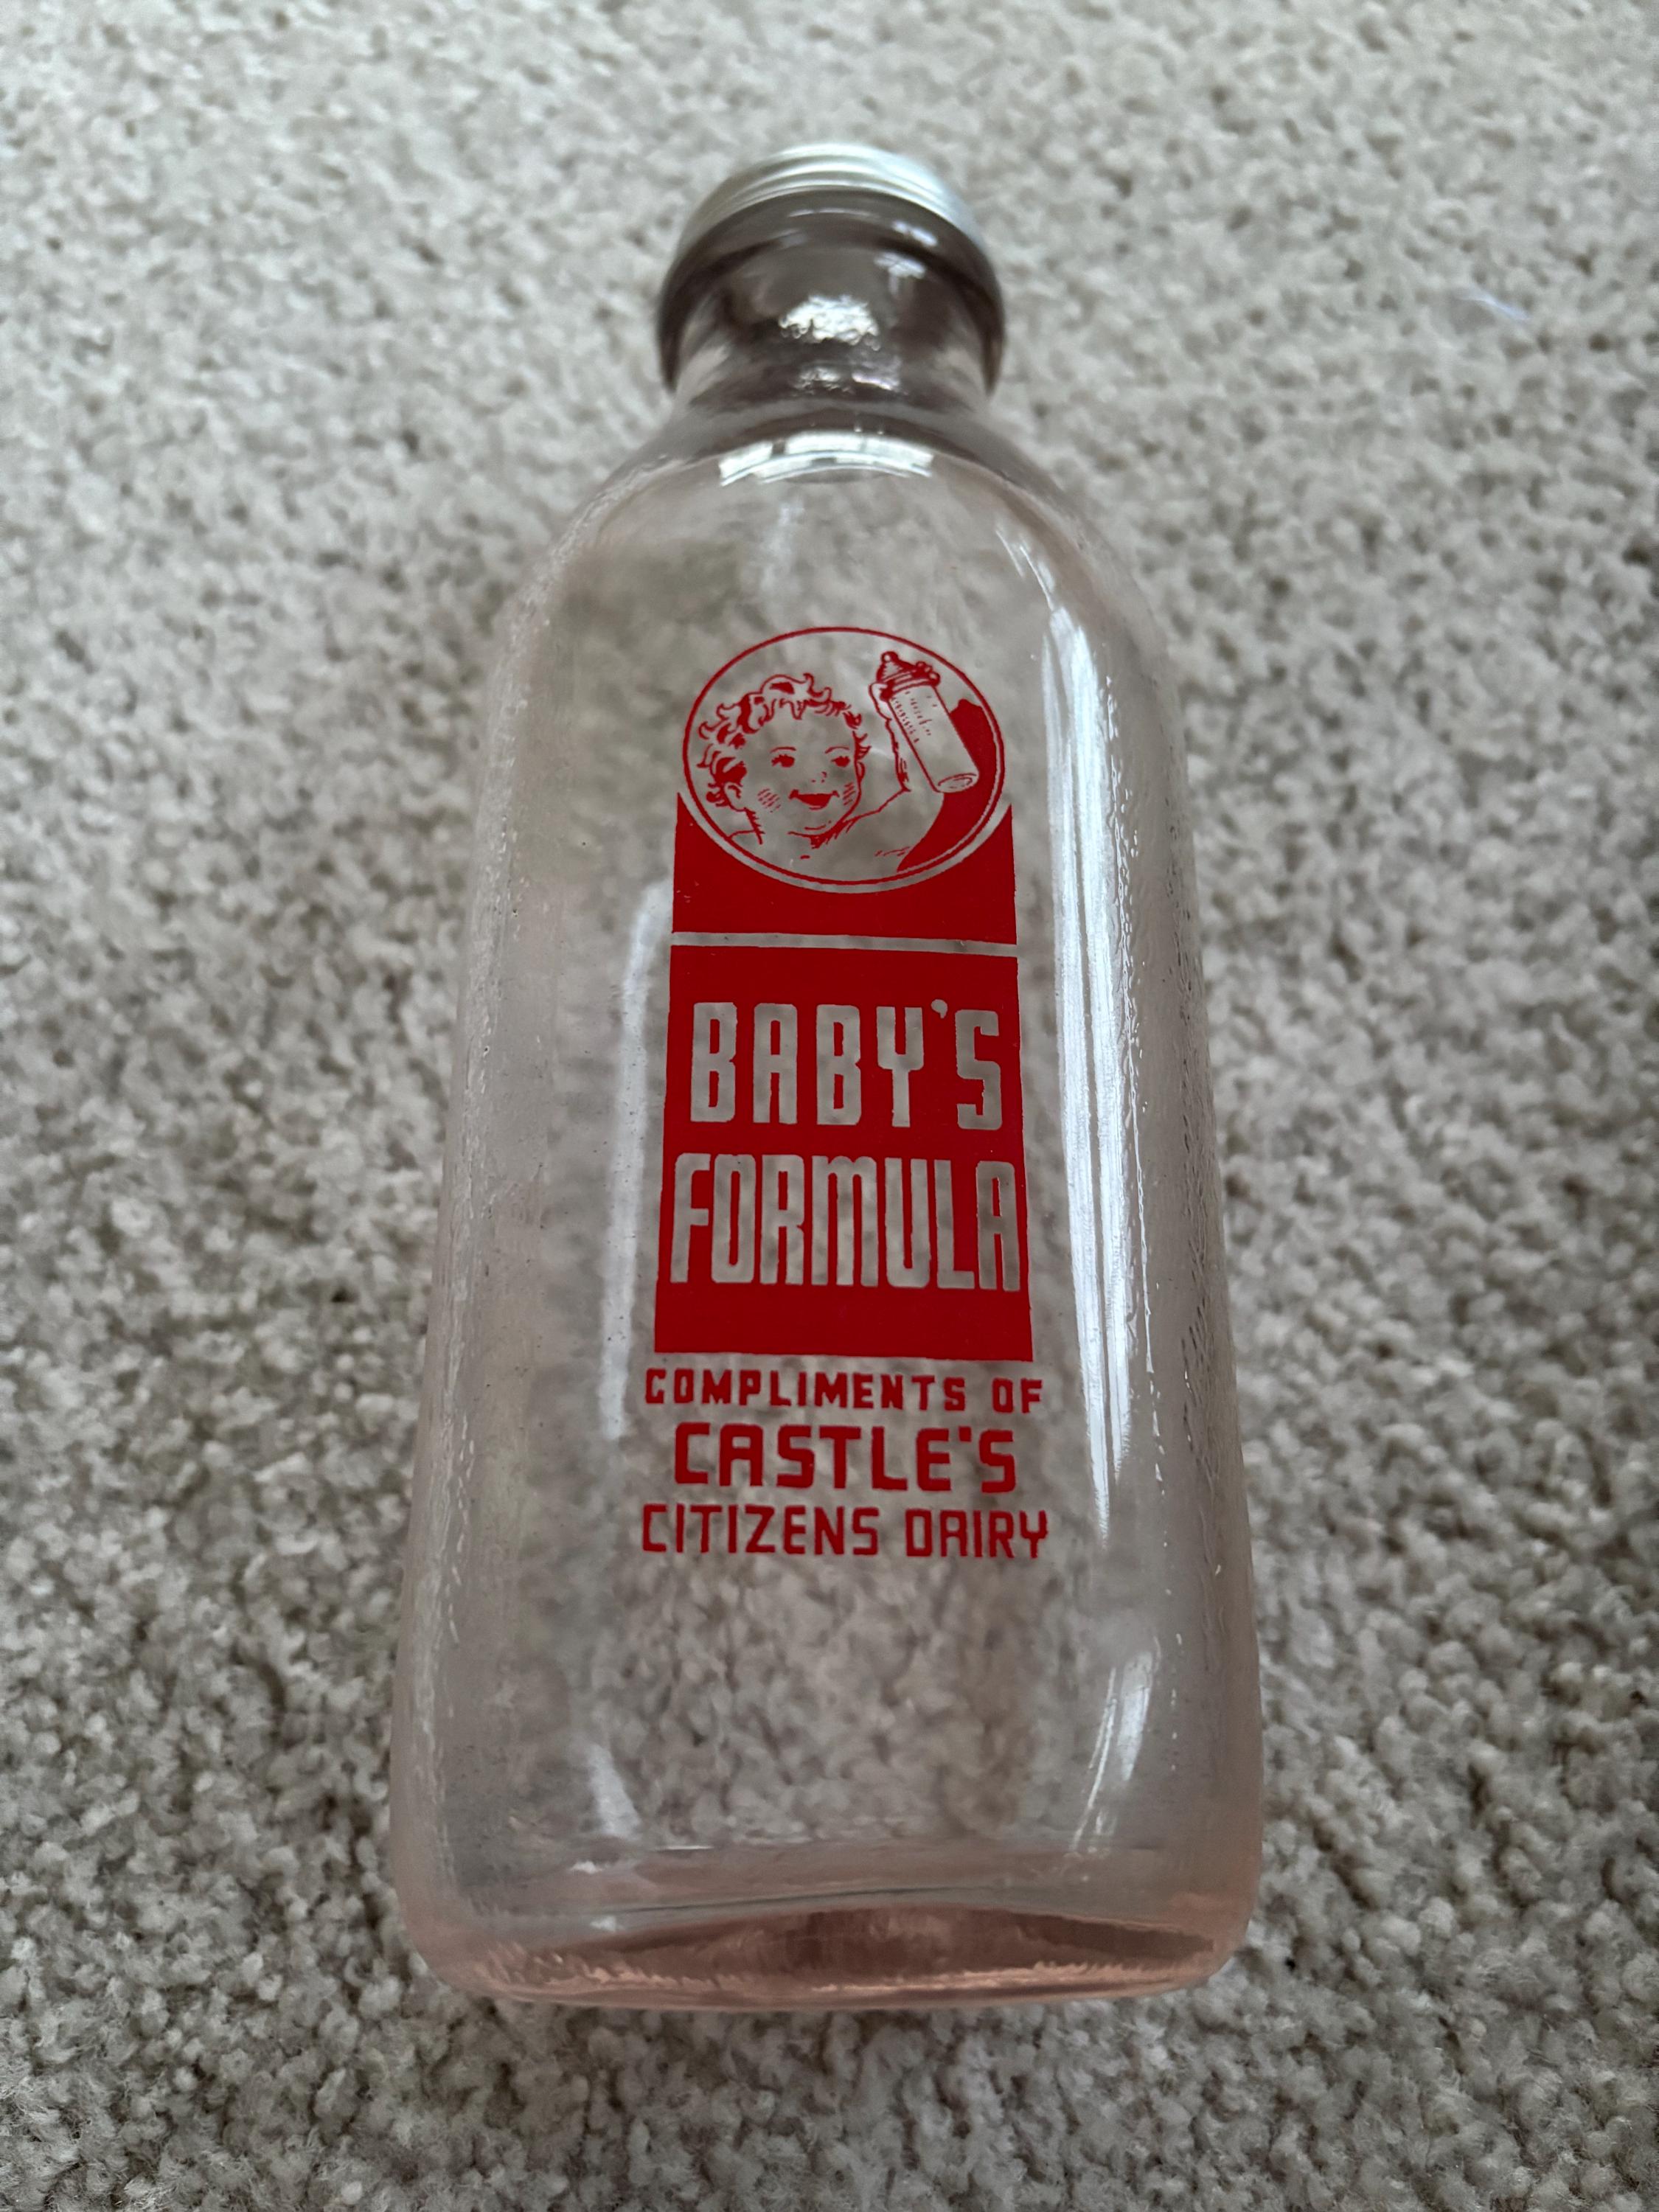 BABY'S
FORMULA
COMPLIMENTS OF
CASTLE'S
CITIZENS DAIRY